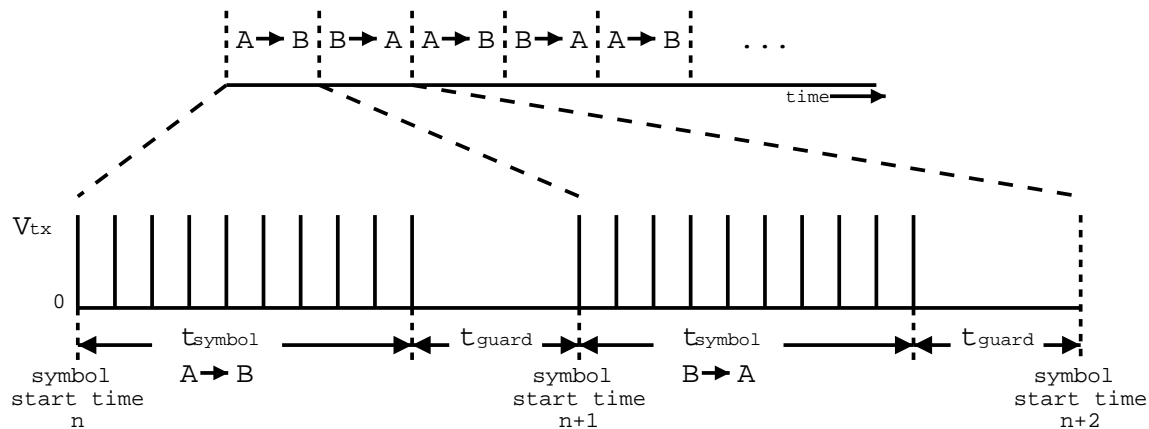 A B B A A B B A A B ...
time
Vtx
0
tsymbol tguard tsymbol tguard
A B B A
symbol symbol symbol
start time start time start time
n n+1 n+2